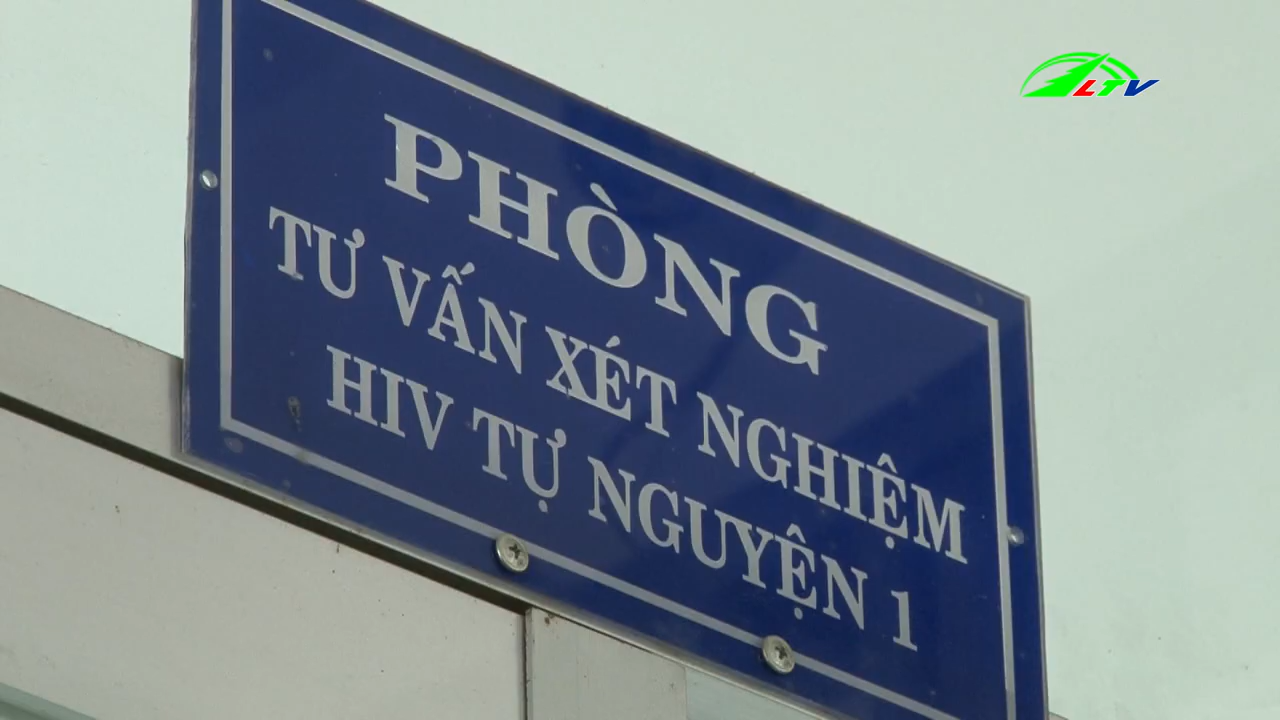 LTV
PHÒNG
TƯ VẤN XÉT NGHIỆM
HIV TỰ NGUYỆN 1